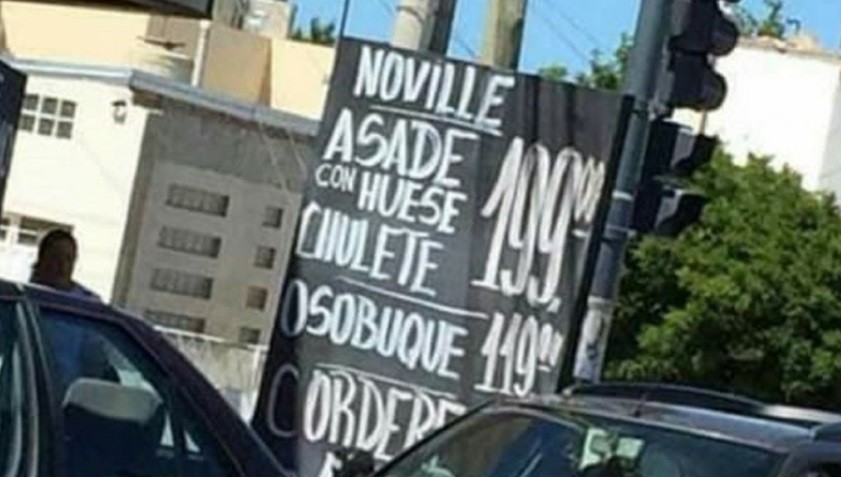 NOVILLE
ASADE
CON HUESE
CHULETE
199.00
OSOBUQUE 119.00
CORDERE